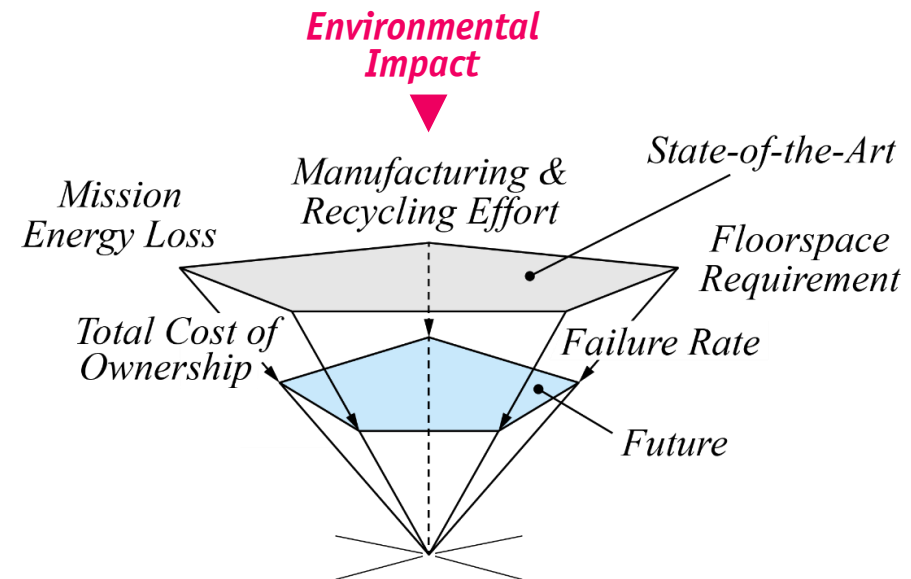 Environmental
Impact
State-of-the-Art
Manufacturing &
Recycling Effort
Mission
Energy Loss
Floorspace
Requirement
Total Cost of
Ownership
Failure Rate
Future